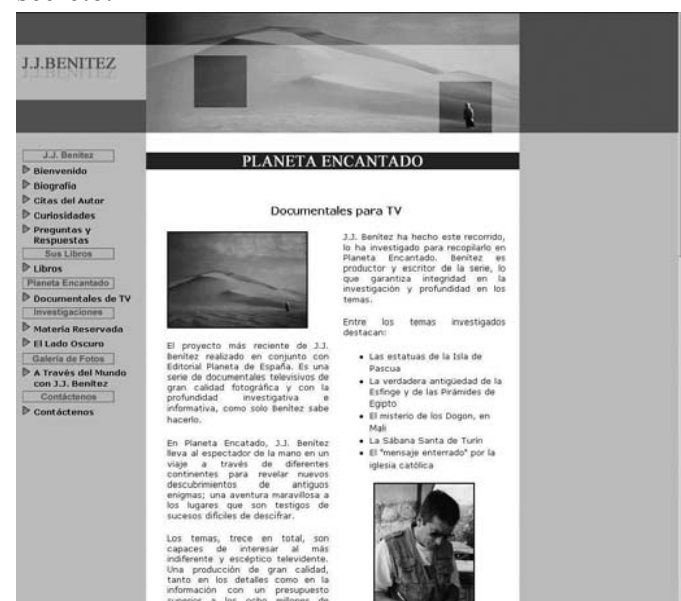 J.J.BENITEZ
J.J. Benítez
Bienvenido
Biografía
Citas del Autor
Curiosidades
Preguntas y
Respuestas
Sus Libros
Libros
Planeta Encantado
Documentales de TV
Investigaciones
Materia Reservada
El Lado Oscuro
Galería de Fotos
A Través del Mundo
con J.J. Benítez
Contáctenos
Contáctenos
PLANETA ENCANTADO
Documentales para TV
El proyecto más reciente de J.J.
Benítez realizado en conjunto con
Editorial Planeta de España. Es una
serie de documentales televisivos de
gran calidad fotográfica y con la
profundidad investigativa e
informativa, como solo Benítez sabe
hacerlo.
En Planeta Encatado, J.J. Benítez
lleva al espectador de la mano en un
viaje a través de diferentes
continentes para revelar nuevos
descubrimientos de antiguos
enigmas; una aventura maravillosa a
los lugares que son testigos de
sucesos difíciles de descifrar.
Los temas, trece en total, son
capaces de interesar al más
indiferente y escéptico televidente.
Una producción de gran calidad,
tanto en los detalles como en la
información con un presupuesto
superior a los ocho millones de
J.J. Benítez ha hecho este recorrido,
lo ha investigado para recopilarlo en
Planeta Encantado. Benítez es
productor y escritor de la serie, lo
que garantiza integridad en la
investigación y profundidad en los
temas.
Entre los temas investigados
destacan:
Las estatuas de la Isla de
Pascua
La verdadera antigüedad de la
Esfinge y de las Pirámides de
Egipto
El misterio de los Dogon, en
Mali
La Sábana Santa de Turín
El "mensaje enterrado" por la
iglesia católica